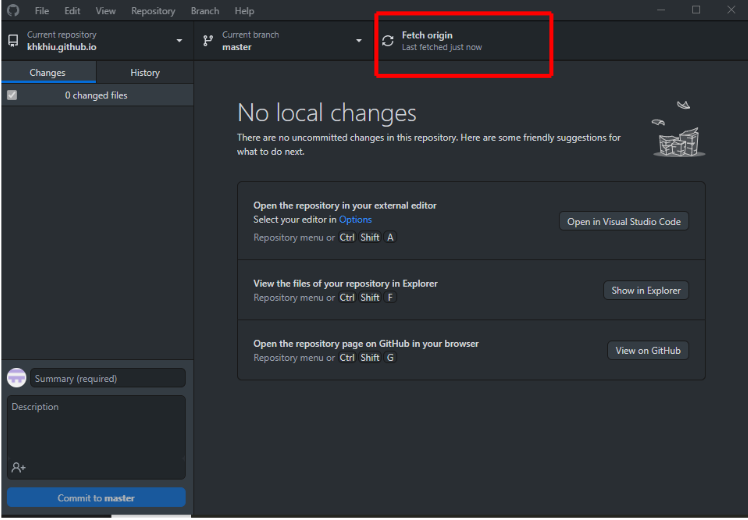 File Edit View Repository Branch Help
Current repository
khkhiu.github.io
Current branch
master
Fetch origin
Last fetched just now
Changes History
0 changed files
No local changes
There are no uncommitted changes in this repository. Here are some friendly suggestions for
what to do next.
Open the repository in your external editor
Select your editor in Options
Repository menu or Ctrl Shift A
Open in Visual Studio Code
View the files of your repository in Explorer
Repository menu or Ctrl Shift F
Show in Explorer
Open the repository page on GitHub in your browser
Repository menu or Ctrl Shift G
View on GitHub
Summary (required)
Description
Commit to master